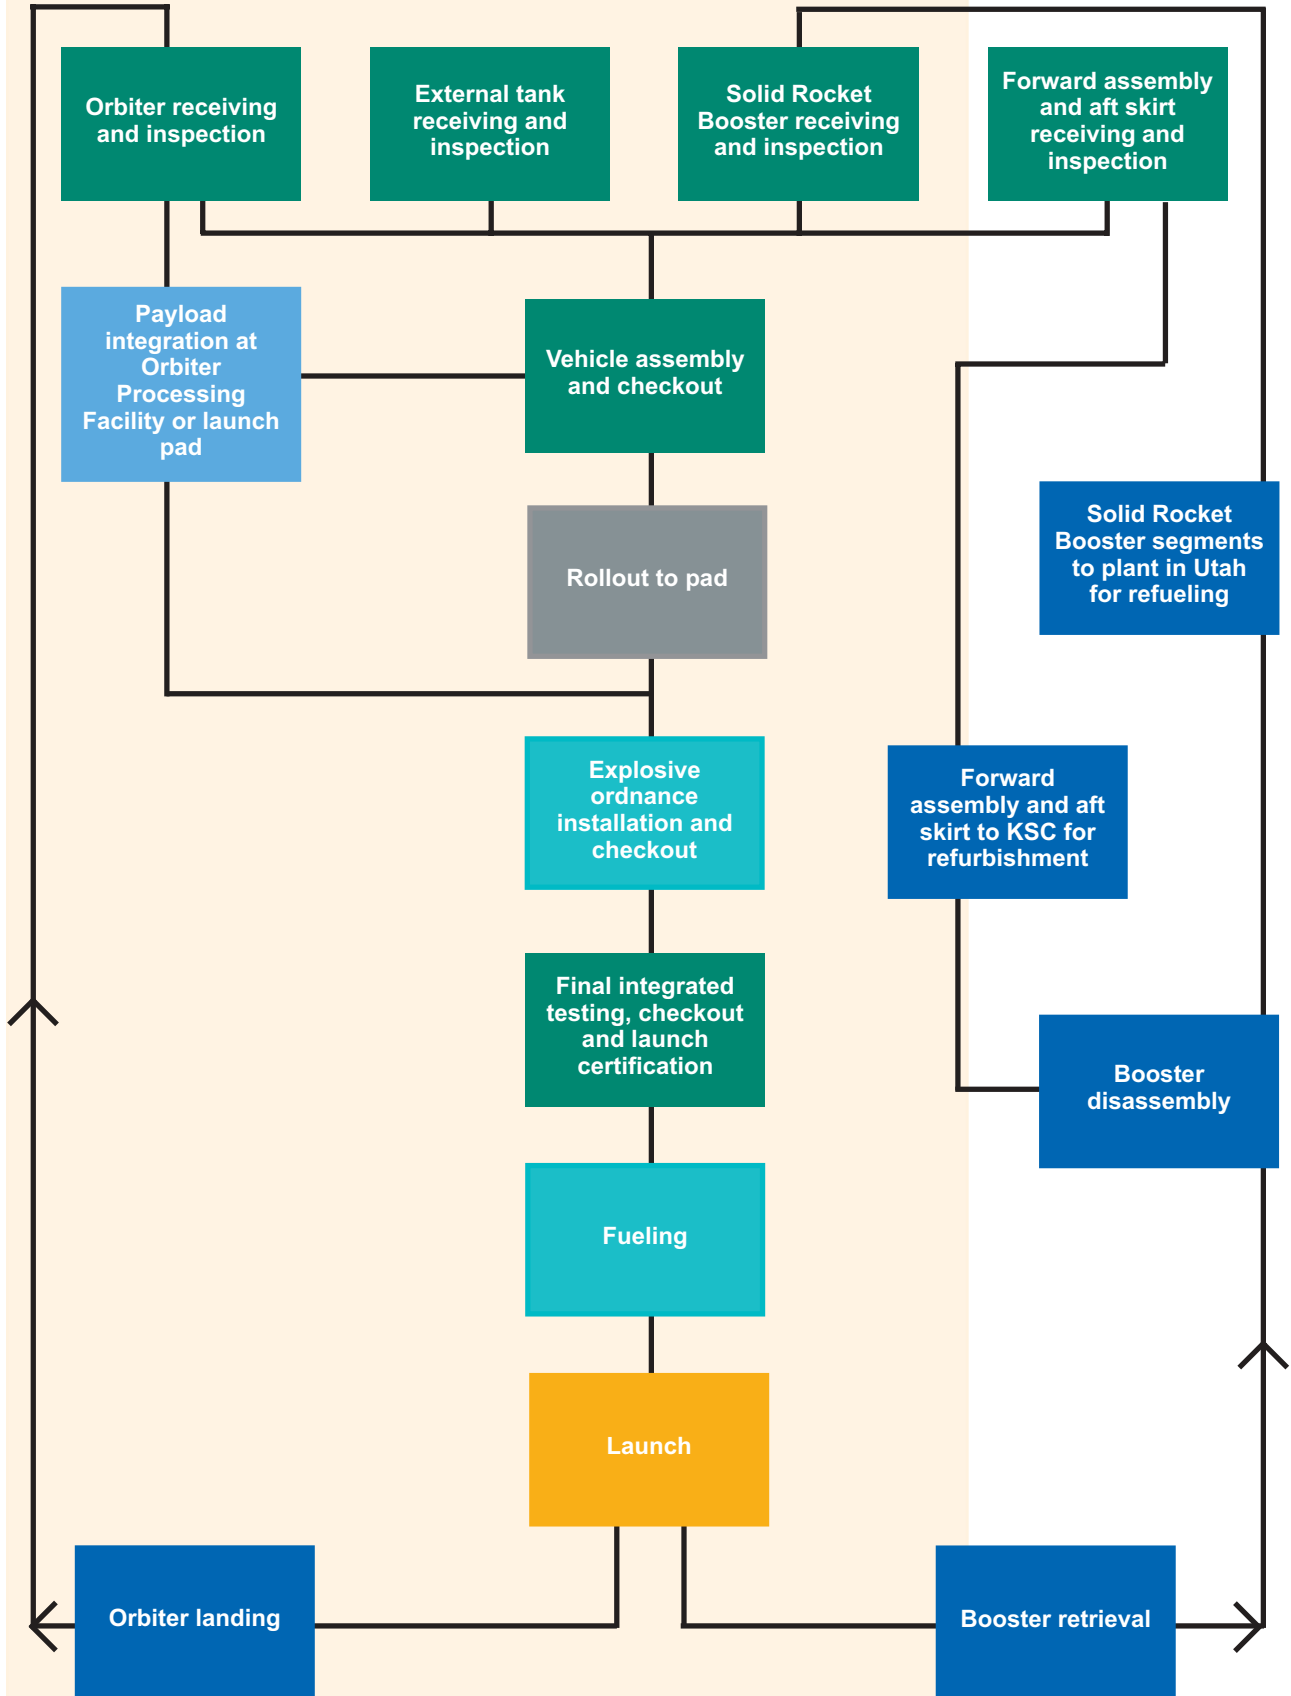 Orbiter receiving
and inspection
External tank
receiving and
inspection
Solid Rocket
Booster receiving
and inspection
Forward assembly
and aft skirt
receiving and
inspection
Payload
integration at
Orbiter
Processing
Facility or launch
pad
Vehicle assembly
and checkout
Rollout to pad
Solid Rocket
Booster segments
to plant in Utah
for refueling
Explosive
ordnance
installation and
checkout
Forward
assembly and aft
skirt to KSC for
refurbishment
Final integrated
testing, checkout
and launch
certification
Booster
disassembly
Fueling
Launch
Orbiter landing
Booster retrieval